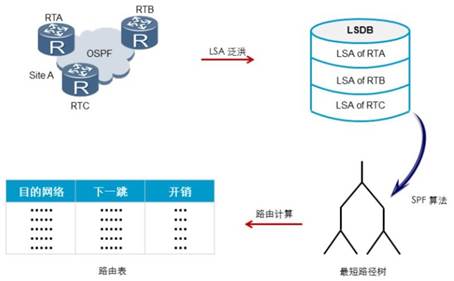 RTA
RTB
R
R
OSPF
Site A
R
RTC
LSA 泛洪
LSDB
LSA of RTA
LSA of RTB
LSA of RTC
SPF 算法
目的网络 下一跳 开销
路由计算
路由表
最短路径树